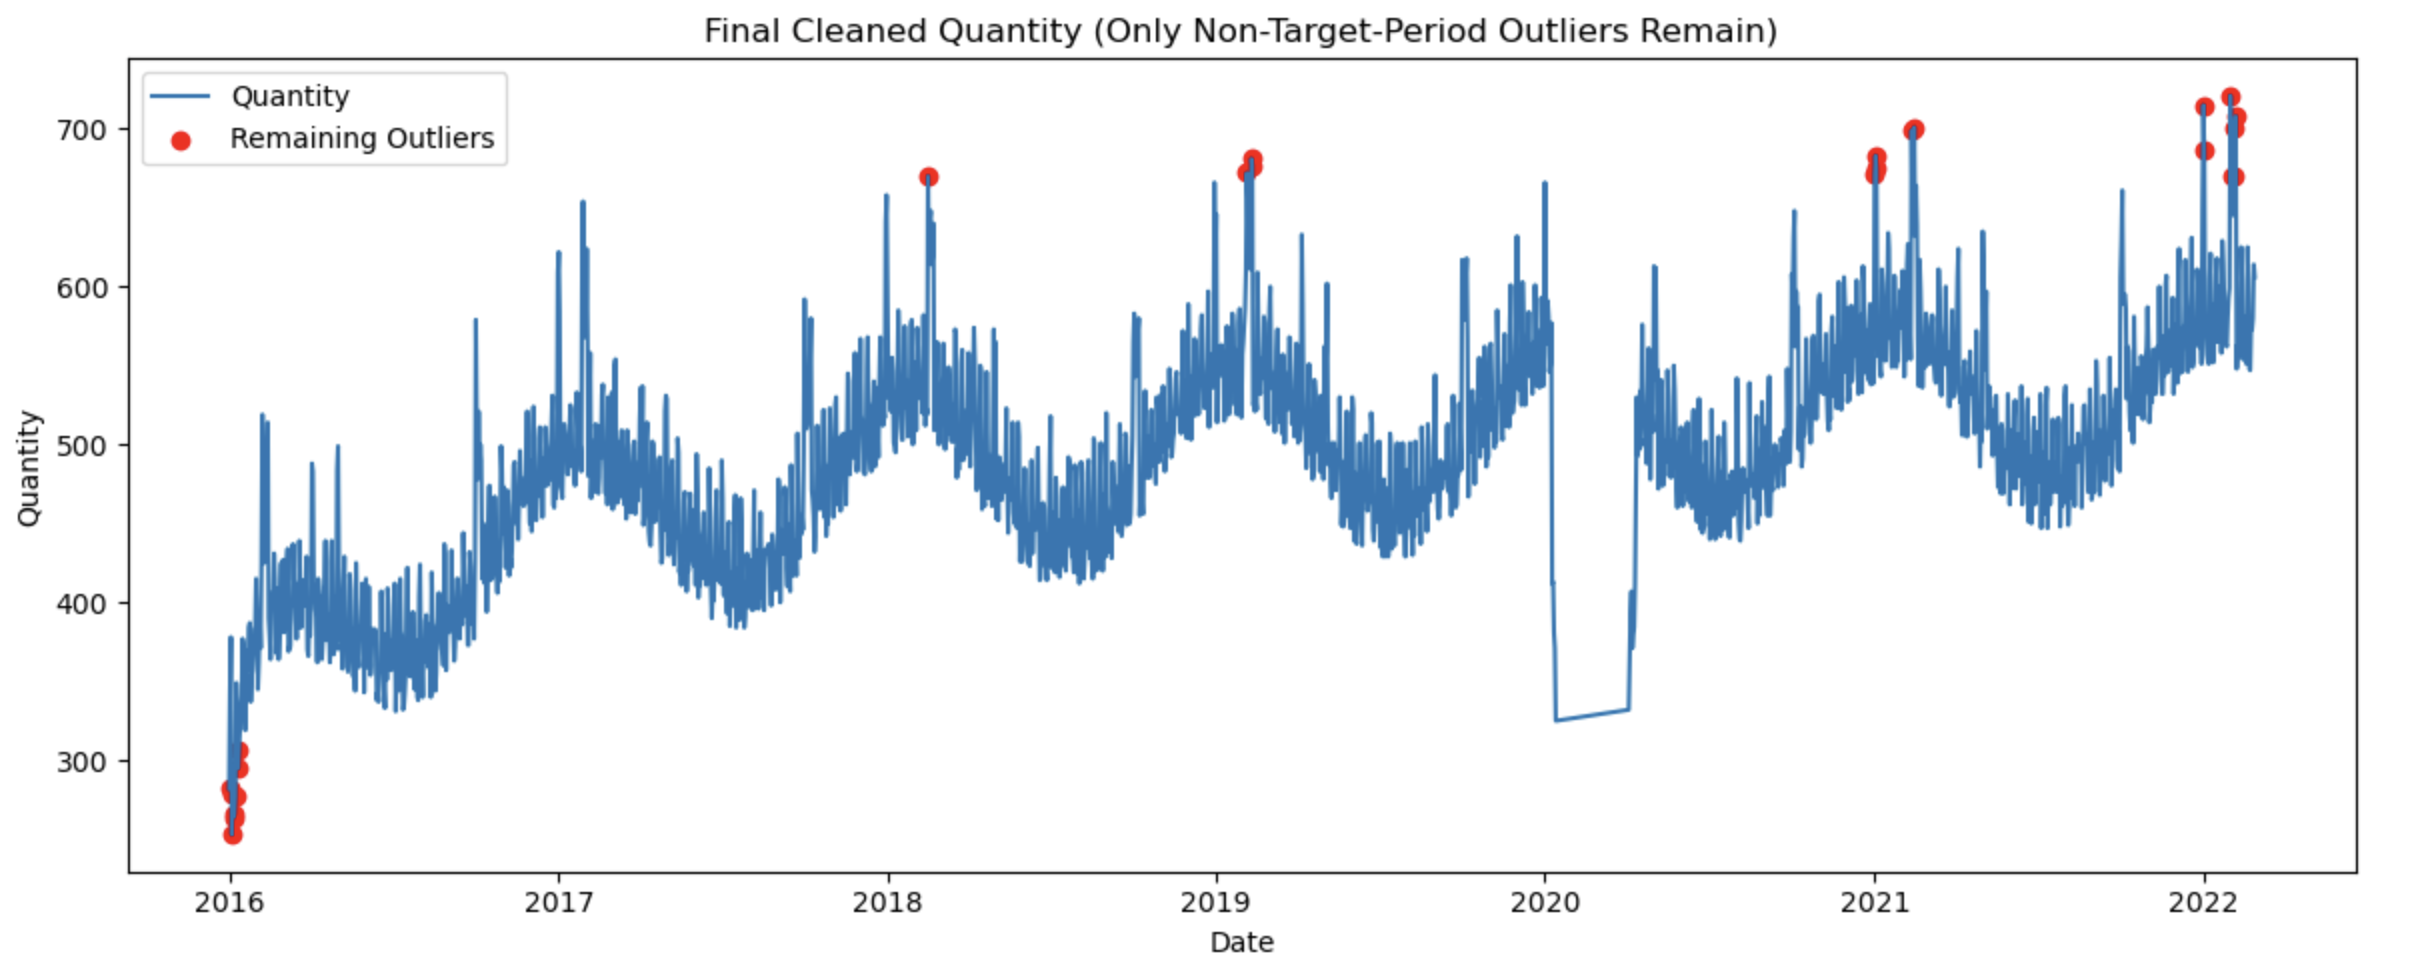 Final Cleaned Quantity (Only Non-Target-Period Outliers Remain)
Quantity
Remaining Outliers
700
600
500
400
300
Quantity
2016 2017 2018 2019 2020 2021 2022
Date